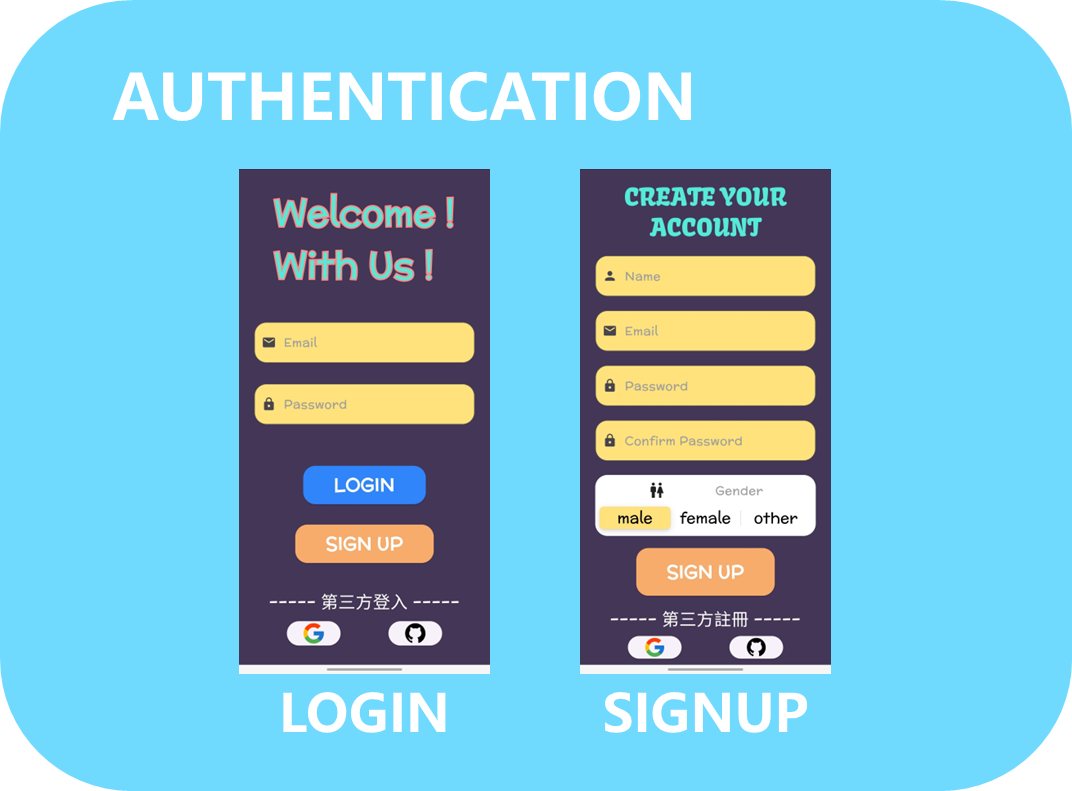 AUTHENTICATION
Welcome !
With Us !
Email
Password
LOGIN
SIGN UP
----- 第三方登入 -----
CREATE YOUR
ACCOUNT
Name
Email
Password
Confirm Password
Gender
male female other
SIGN UP
----- 第三方註冊 -----
LOGIN
SIGNUP